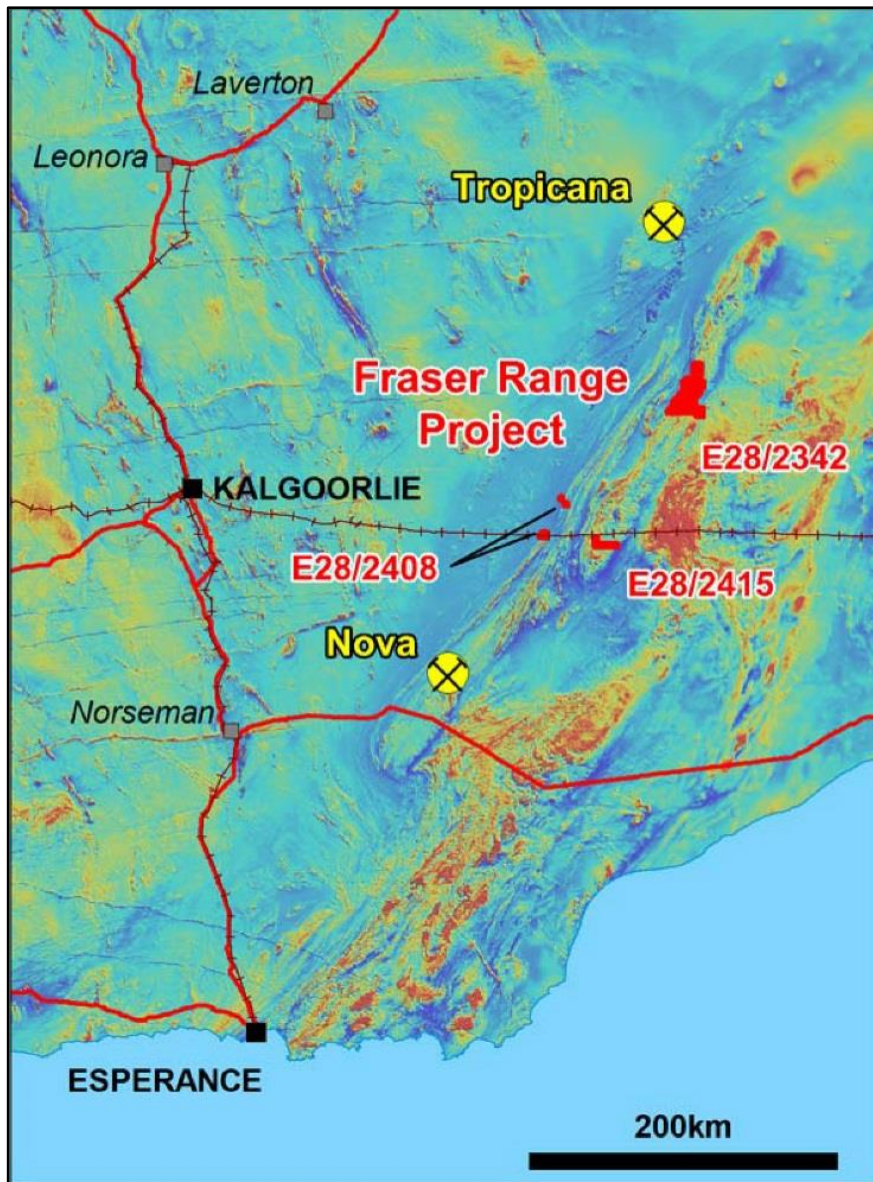 Laverton
Leonora
Tropicana
Fraser Range
Project
E28/2342
KALGOORLIE
E28/2408
E28/2415
Nova
Norseman
ESPERANCE
200km